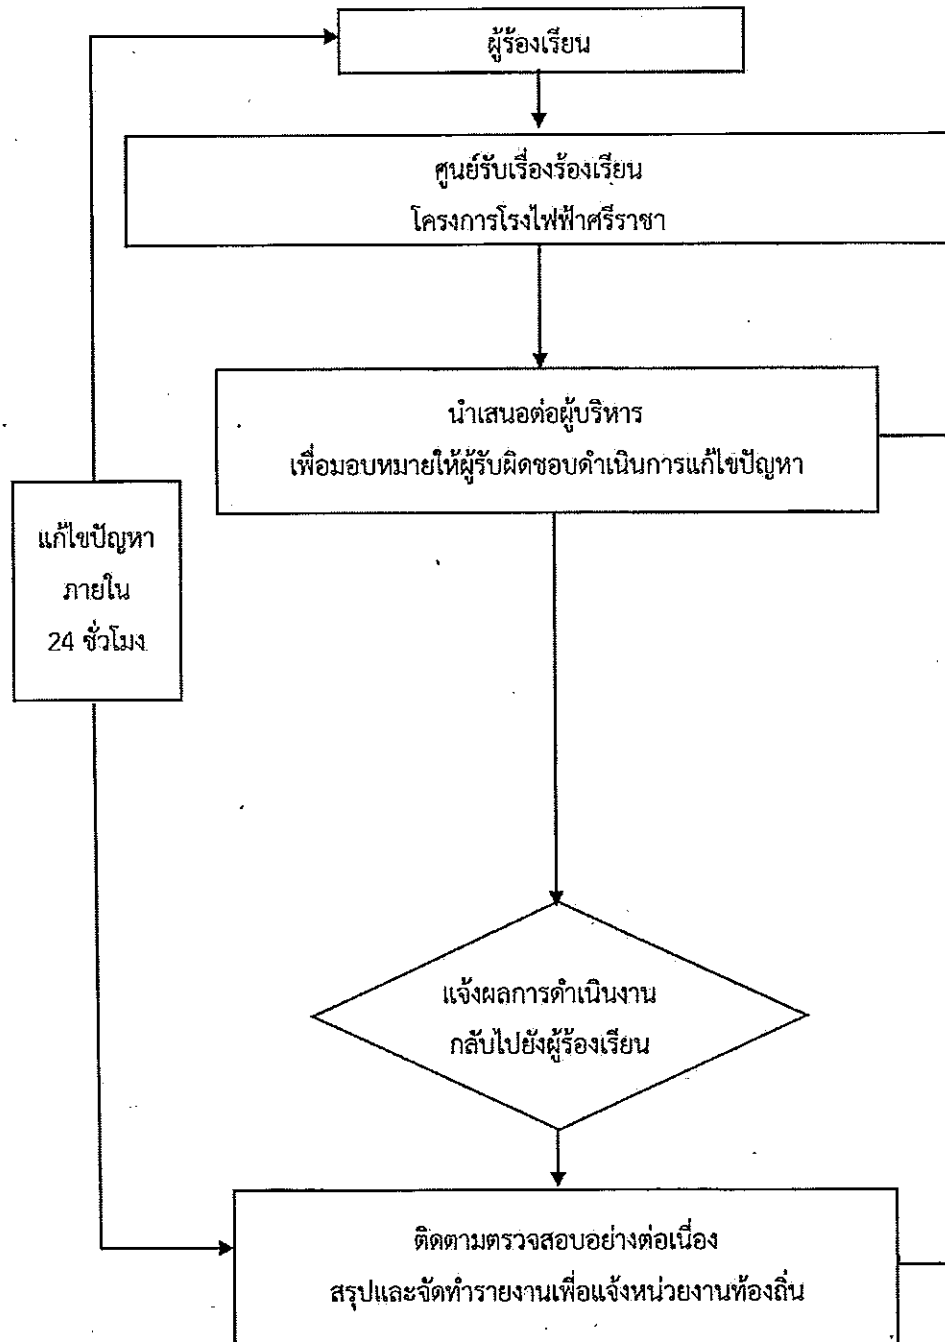 ผู้ร้องเรียน
ศูนย์รับเรื่องร้องเรียน
โครงการโรงไฟฟ้าศรีราชา
นำเสนอต่อผู้บริหาร
เพื่อมอบหมายให้ผู้รับผิดชอบดำเนินการแก้ไขปัญหา
แก้ไขปัญหา
ภายใน
24 ชั่วโมง
แจ้งผลการดำเนินงาน
กลับไปยังผู้ร้องเรียน
ติดตามตรวจสอบอย่างต่อเนื่อง
สรุปและจัดทำรายงานเพื่อแจ้งหน่วยงานท้องถิ่น